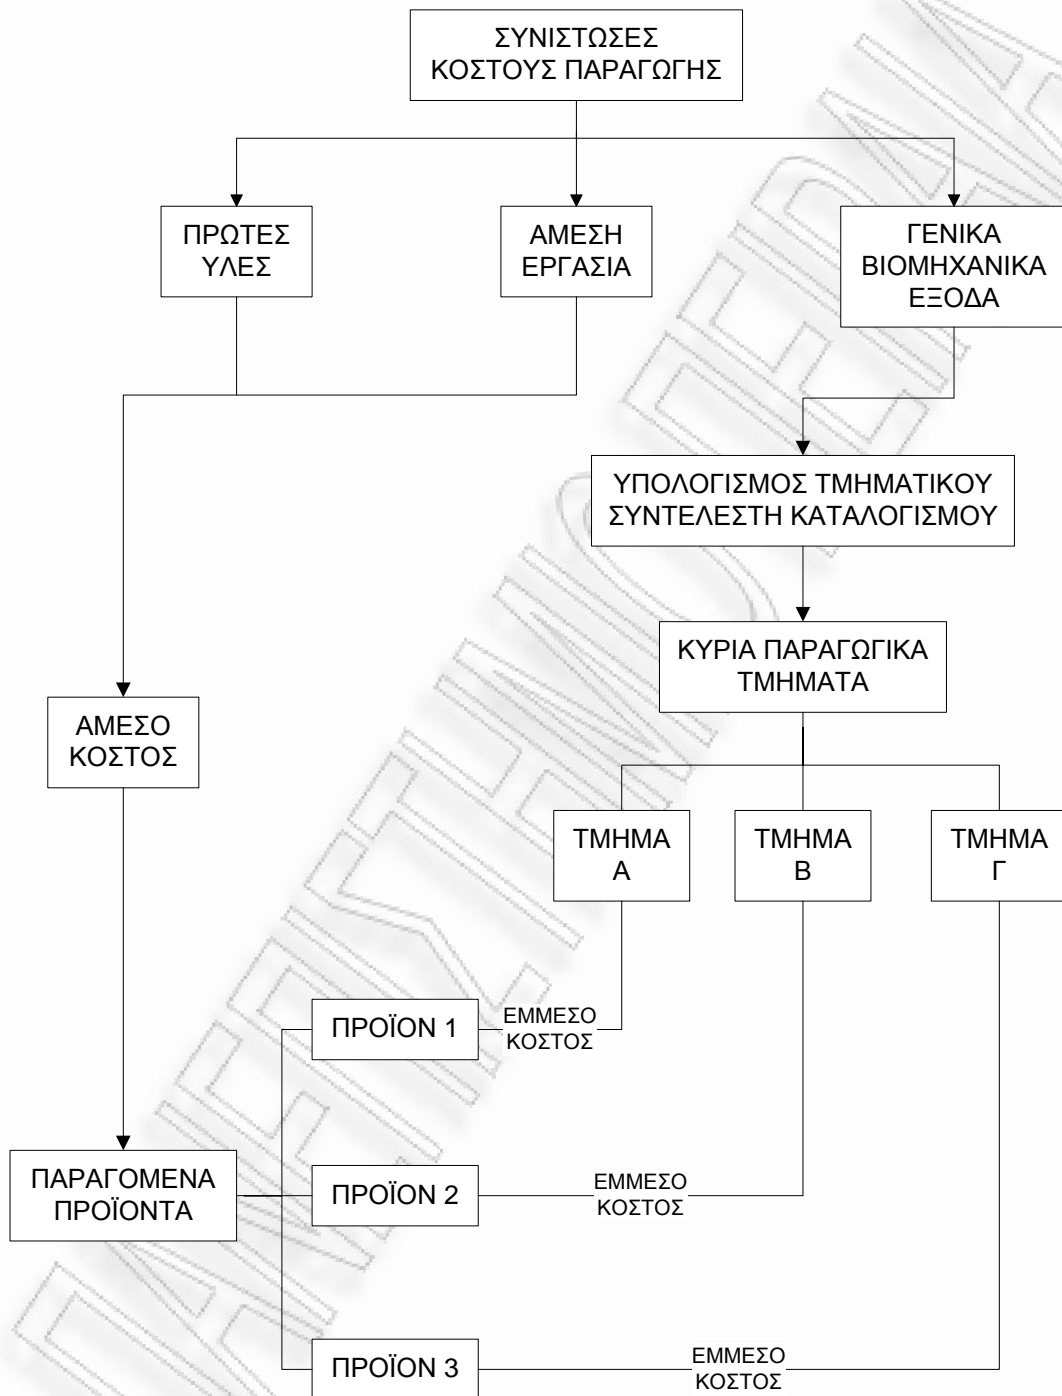 ΣΥΝΙΣΤΩΣΕΣ
ΚΟΣΤΟΥΣ ΠΑΡΑΓΩΓΗΣ
ΠΡΩΤΕΣ
ΥΛΕΣ
ΑΜΕΣΗ
ΕΡΓΑΣΙΑ
ΓΕΝΙΚΑ
ΒΙΟΜΗΧΑΝΙΚΑ
ΕΞΟΔΑ
ΥΠΟΛΟΓΙΣΜΟΣ ΤΜΗΜΑΤΙΚΟΥ
ΣΥΝΤΕΛΕΣΤΗ ΚΑΤΑΛΟΓΙΣΜΟΥ
ΚΥΡΙΑ ΠΑΡΑΓΩΓΙΚΑ
ΤΜΗΜΑΤΑ
ΑΜΕΣΟ
ΚΟΣΤΟΣ
ΤΜΗΜΑ
Α
ΤΜΗΜΑ
Β
ΤΜΗΜΑ
Γ
ΠΡΟΪΟΝ 1
ΕΜΜΕΣΟ
ΚΟΣΤΟΣ
ΠΑΡΑΓΟΜΕΝΑ
ΠΡΟΪΟΝΤΑ
ΠΡΟΪΟΝ 2
ΕΜΜΕΣΟ
ΚΟΣΤΟΣ
ΠΡΟΪΟΝ 3
ΕΜΜΕΣΟ
ΚΟΣΤΟΣ